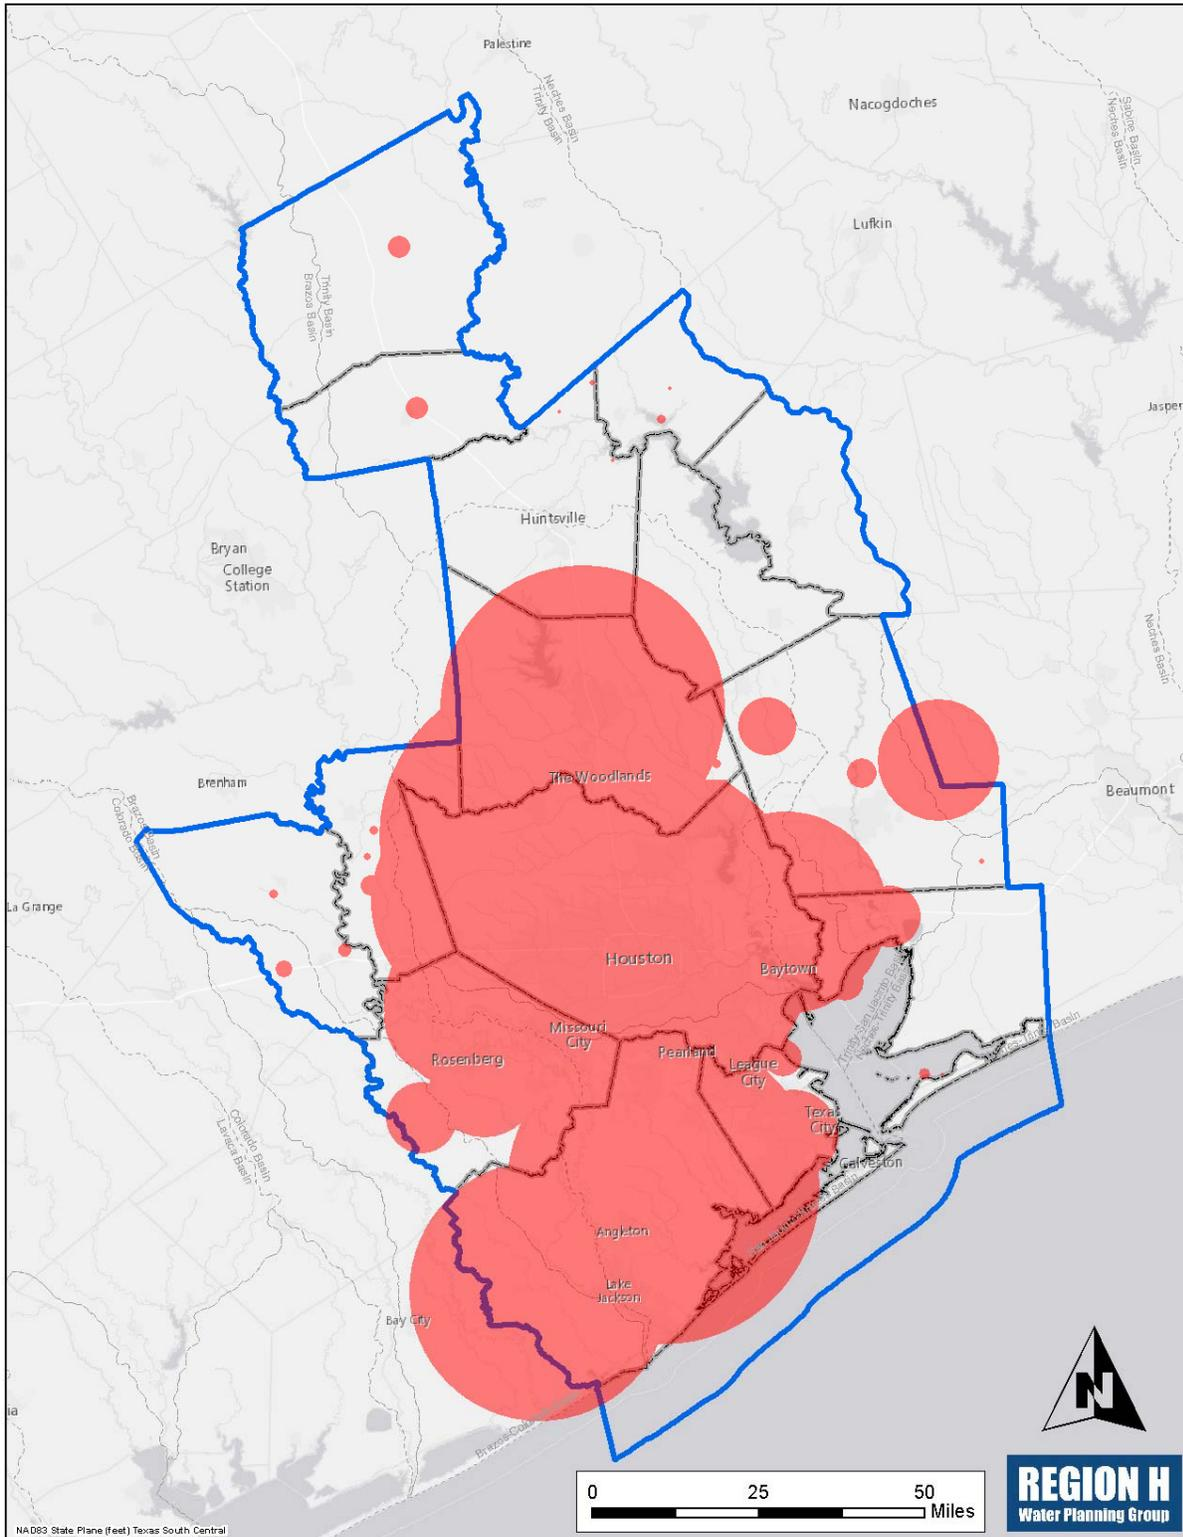 Palestine
Neches Basin
Trinity Basin
Nacogdoches
Sabine Basin
Neches Basin
Lufkin
Trinity Basin
Brazos Basin
Jasper
Huntsville
Bryan
College
Station
Neches Basin
The Woodlands
Brenham
Beaumont
Brazos Basin
Colorado Basin
La Grange
Houston
Baytown
Missouri
City
Rosenberg
Pearland
League
City
Texas
City
Galveston
Colorado Basin
Lavaca Basin
Angleton
Lake
Jackson
Bay City
N
ia
0 25 50
Miles
REGION H
Water Planning Group
NAD83 State Plane (feet) Texas South Central